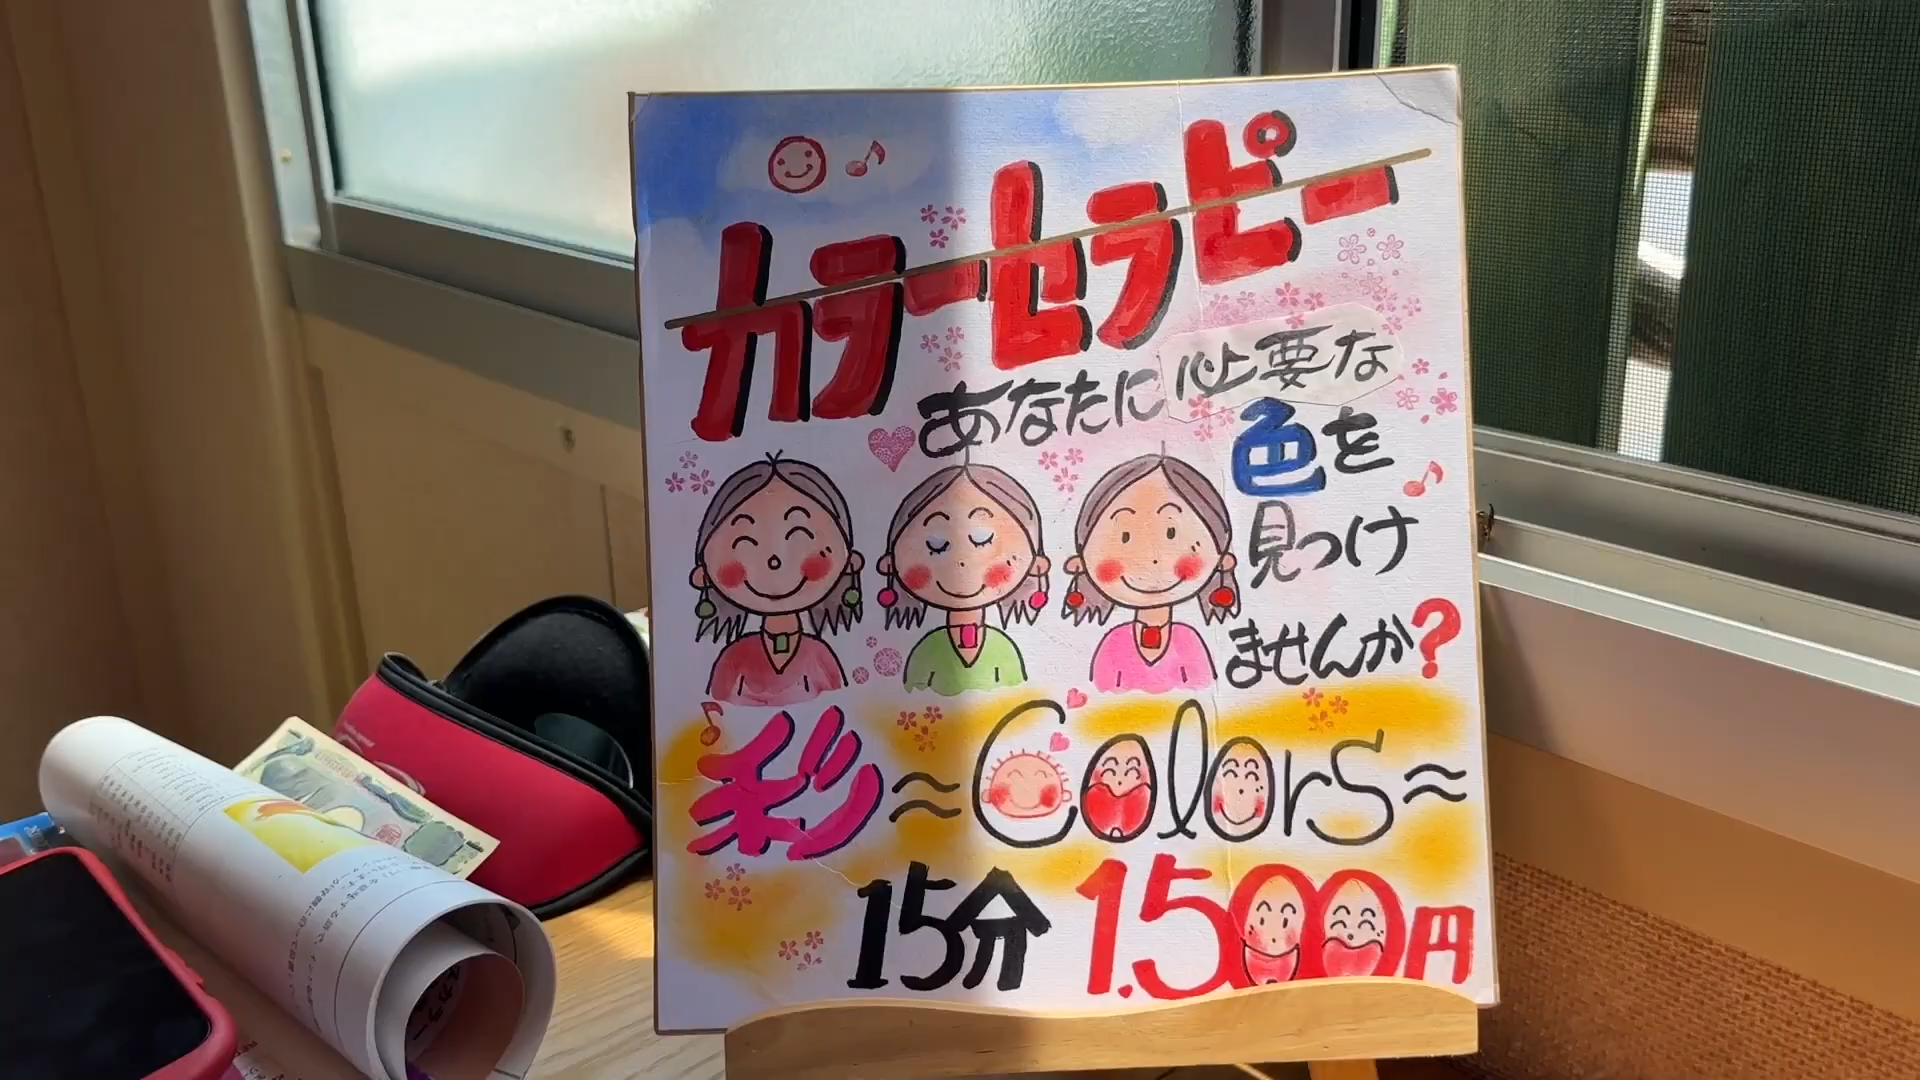 カラーセラピー
あなたに必要な
色を
見つけ
ませんか?
彩≈Colors≈
15分 1.500円